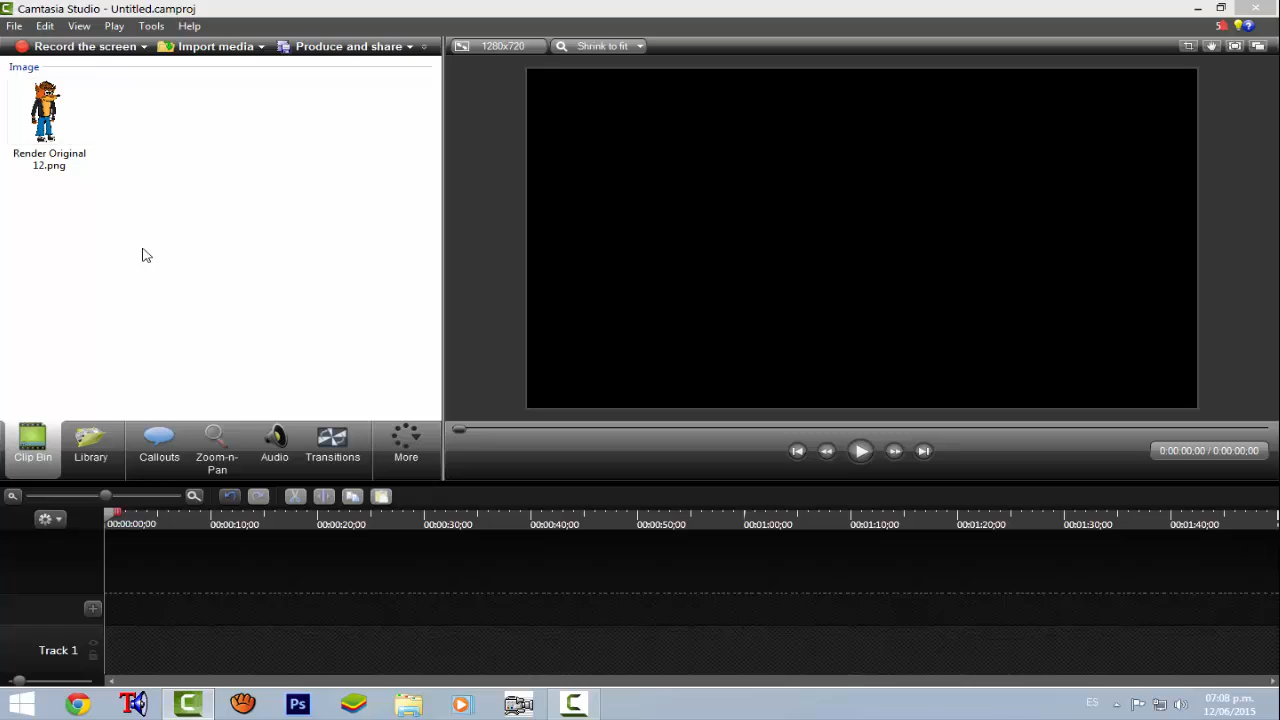 Camtasia Studio - Untitled.camproj
File Edit View Play Tools Help
Record the screen Import media Produce and share
1280x720 Shrink to fit
Image
Render Original
12.png
Clip Bin Library Callouts Zoom-n-
Pan Audio Transitions More
0:00:00;00 / 0:00:00;00
00:00:00;00 00:00:10;00 00:00:20;00 00:00:30;00 00:00:40;00 00:00:50;00 00:01:00;00 00:01:10;00 00:01:20;00 00:01:30;00 00:01:40;00
Track 1
Ps
ES
07:08 p.m.
12/06/2015